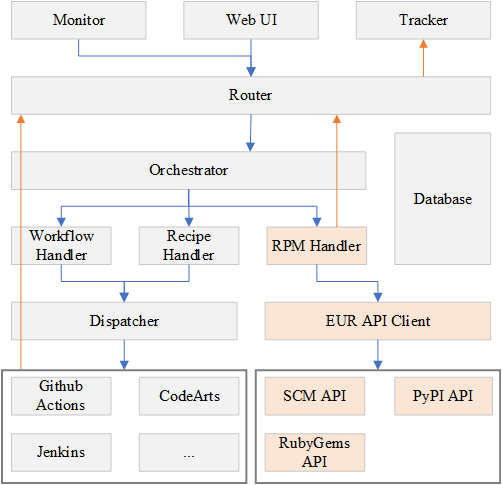 Monitor
Web UI
Tracker
Router
Orchestrator
Database
Workflow
Handler
Recipe
Handler
RPM Handler
Dispatcher
EUR API Client
Github
Actions
CodeArts
SCM API
PyPI API
Jenkins
...
RubyGems
API